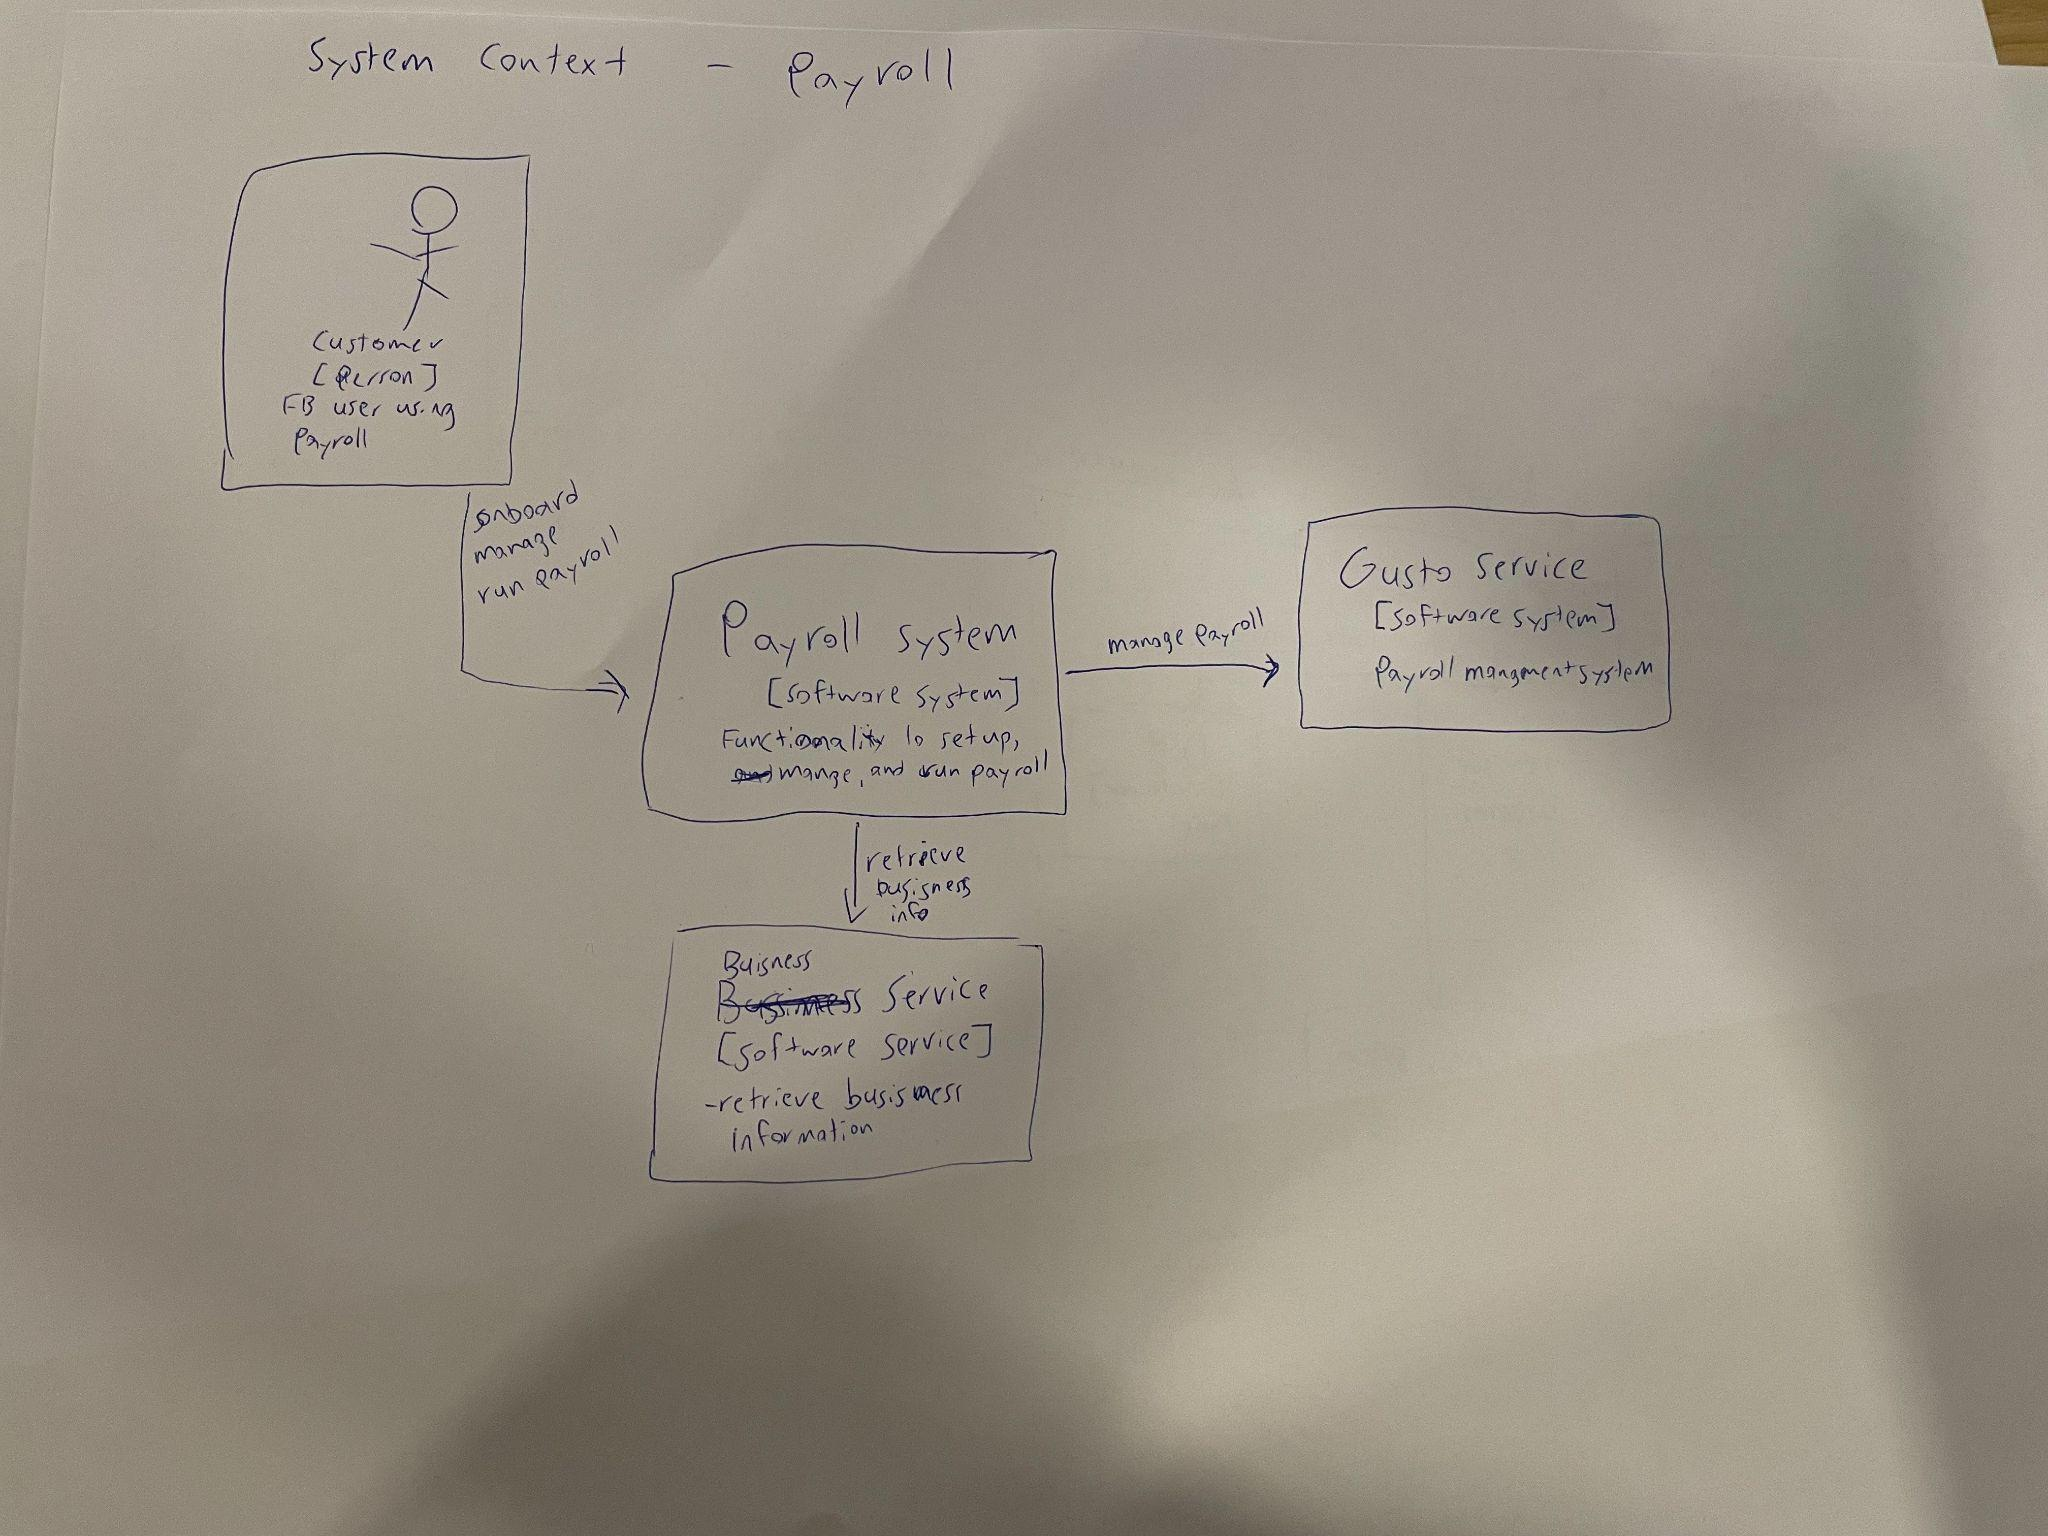 System Context - Payroll
Customer
[Person]
FB user using
Payroll
onboard
manage
run payroll
Payroll system
[software system]
Functionality to setup,
mange, and run payroll
manage payroll
Gusto service
[software system]
Payroll mangment system
retrieve
busisness
info
Buisness
Service
[software service]
-retrieve busisness
information